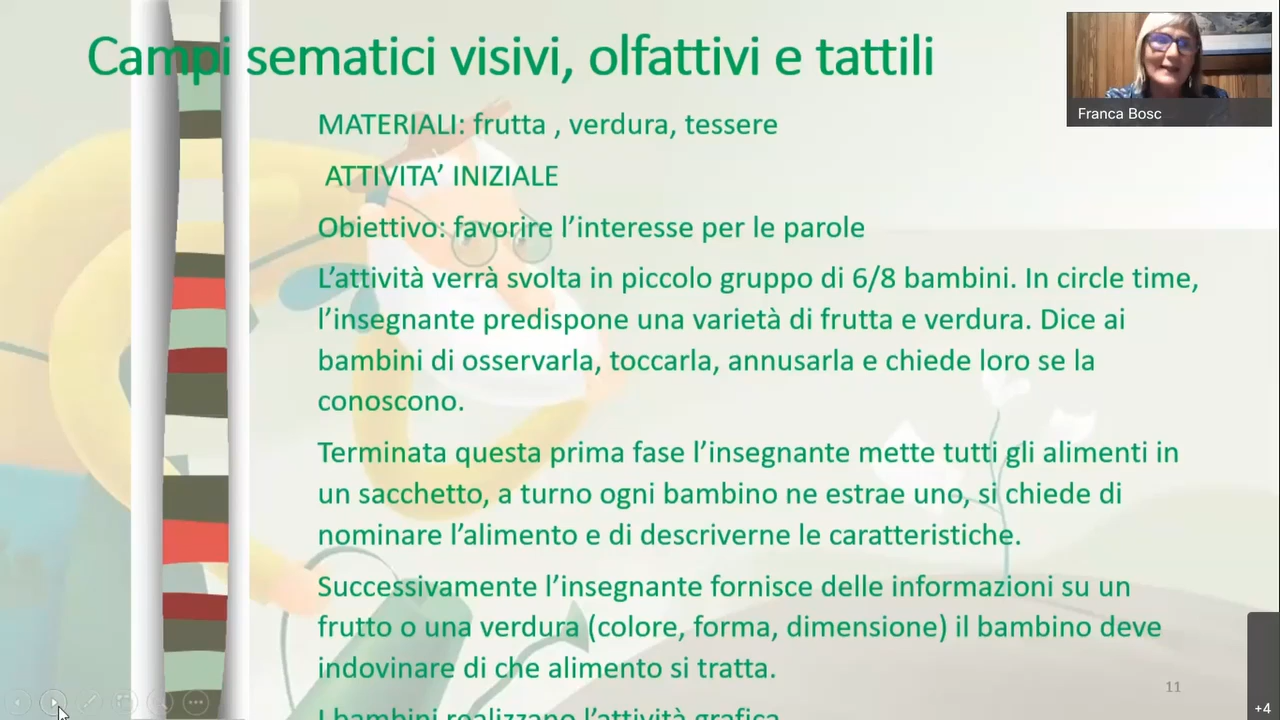 Campi sematici visivi, olfattivi e tattili
Franca Bosc
MATERIALI: frutta , verdura, tessere
ATTIVITA’ INIZIALE
Obiettivo: favorire l’interesse per le parole
L’attività verrà svolta in piccolo gruppo di 6/8 bambini. In circle time,
l’insegnante predispone una varietà di frutta e verdura. Dice ai
bambini di osservarla, toccarla, annusarla e chiede loro se la
conoscono.
Terminata questa prima fase l’insegnante mette tutti gli alimenti in
un sacchetto, a turno ogni bambino ne estrae uno, si chiede di
nominare l’alimento e di descriverne le caratteristiche.
Successivamente l’insegnante fornisce delle informazioni su un
frutto o una verdura (colore, forma, dimensione) il bambino deve
indovinare di che alimento si tratta.
I bambini realizzano l’attività grafica
11
+4